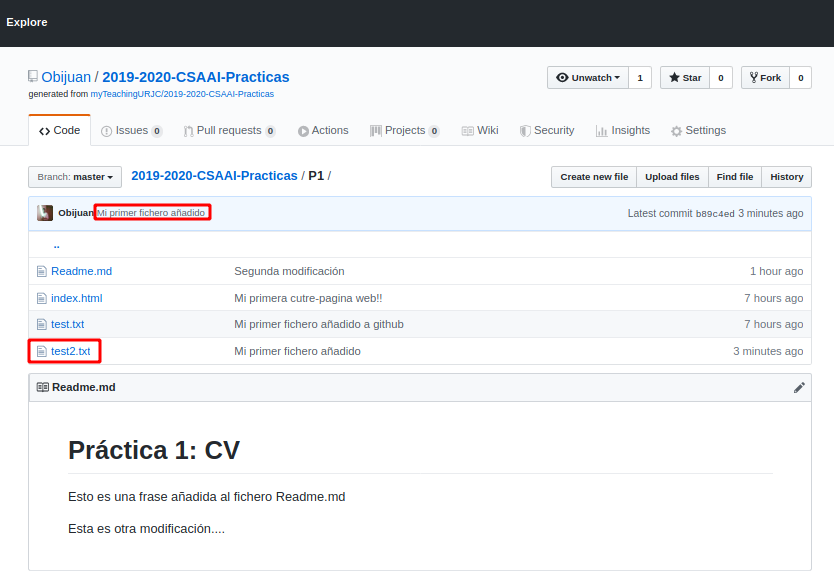 Explore
Obijuan / 2019-2020-CSAAI-Practicas
Unwatch 1 Star 0 Fork 0
generated from myTeachingURJC/2019-2020-CSAAI-Practicas
Code Issues 0 Pull requests 0 Actions Projects 0 Wiki Security Insights Settings
Branch: master 2019-2020-CSAAI-Practicas / P1 / Create new file Upload files Find file History
Obijuan Mi primer fichero añadido Latest commit b89c4ed 3 minutes ago
..
Readme.md Segunda modificación 1 hour ago
index.html Mi primera cutre-pagina web!! 7 hours ago
test.txt Mi primer fichero añadido a github 7 hours ago
test2.txt Mi primer fichero añadido 3 minutes ago
Readme.md
Práctica 1: CV
Esto es una frase añadida al fichero Readme.md
Esta es otra modificación....